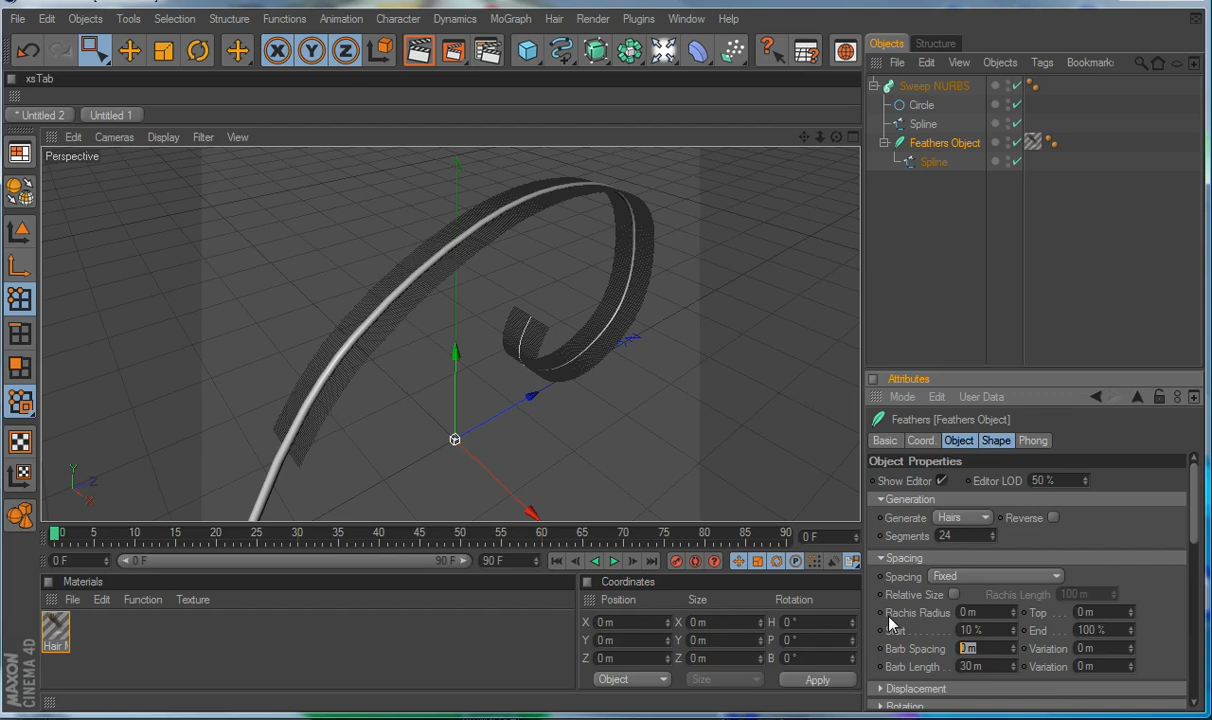 File Edit Objects Tools Selection Structure Functions Animation Character Dynamics MoGraph Hair Render Plugins Window Help
xsTab
* Untitled 2 Untitled 1
Edit Cameras Display Filter View
Perspective
X Y Z
Y Z X
0 5 10 15 20 25 30 35 40 45 50 55 60 65 70 75 80 85 90 0 F
0 F 0 F 90 F 90 F
Materials
File Edit Function Texture
Hair M
MAXON
CINEMA 4D
Coordinates
Position Size Rotation
X 0 m X 0 m H 0 °
Y 0 m Y 0 m P 0 °
Z 0 m Z 0 m B 0 °
Object Size Apply
Objects Structure
File Edit View Objects Tags Bookmark:
Sweep NURBS
Circle
Spline
Feathers Object
Spline
Attributes
Mode Edit User Data
Feathers [Feathers Object]
Basic Coord. Object Shape Phong
Object Properties
Show Editor Editor LOD 50 %
Generation
Generate Hairs Reverse
Segments 24
Spacing
Spacing Fixed
Relative Size Rachis Length 100 m
Rachis Radius 0 m Top . . . 0 m
Start . . . . . . . . 10 % End . . . 100 %
Barb Spacing 0 m Variation 0 m
Barb Length . . 30 m Variation 0 m
Displacement
Rotation